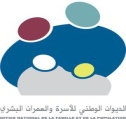 الديوان الوطني للأسرة والعمران البشري
OFFICE NATIONAL DE LA FAMILLE ET DE LA POPULATION